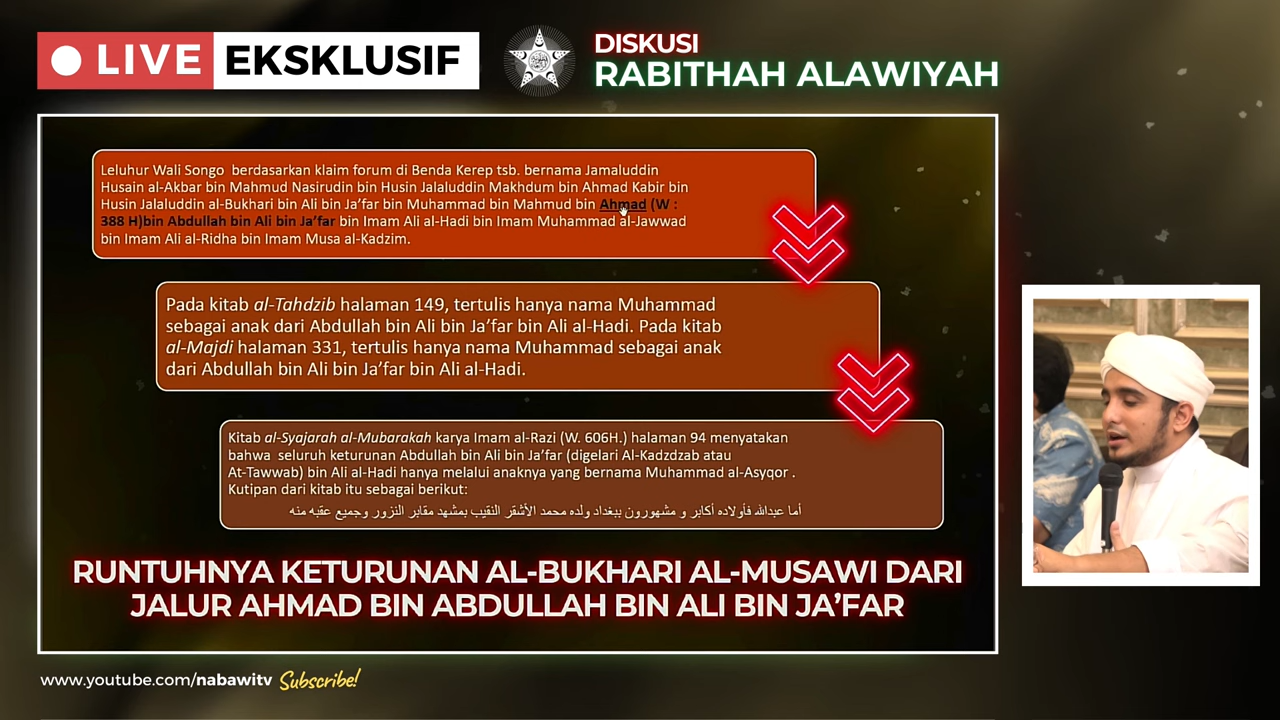 LIVE EKSKLUSIF
DISKUSI
RABITHAH ALAWIYAH
Leluhur Wali Songo berdasarkan klaim forum di Benda Kerep tsb. bernama Jamaluddin
Husain al-Akbar bin Mahmud Nasirudin bin Husin Jalaluddin Makhdum bin Ahmad Kabir bin
Husin Jalaluddin al-Bukhari bin Ali bin Ja'far bin Muhammad bin Mahmud bin Ahmad (W :
388 H)bin Abdullah bin Ali bin Ja'far bin Imam Ali al-Hadi bin Imam Muhammad al-Jawwad
bin Imam Ali al-Ridha bin Imam Musa al-Kadzim.
Pada kitab al-Tahdzib halaman 149, tertulis hanya nama Muhammad
sebagai anak dari Abdullah bin Ali bin Ja'far bin Ali al-Hadi. Pada kitab
al-Majdi halaman 331, tertulis hanya nama Muhammad sebagai anak
dari Abdullah bin Ali bin Ja'far bin Ali al-Hadi.
Kitab al-Syajarah al-Mubarakah karya Imam al-Razi (W. 606H.) halaman 94 menyatakan
bahwa seluruh keturunan Abdullah bin Ali bin Ja'far (digelari Al-Kadzdzab atau
At-Tawwab) bin Ali al-Hadi hanya melalui anaknya yang bernama Muhammad al-Asyqor .
Kutipan dari kitab itu sebagai berikut:
أما عبدالله فأولاده أكابر و مشهورون ببغداد ولده محمد الأشقر النقيب بمشهد مقابر النزور وجميع عقبه منه
RUNTUHNYA KETURUNAN AL-BUKHARI AL-MUSAWI DARI
JALUR AHMAD BIN ABDULLAH BIN ALI BIN JA'FAR
www.youtube.com/nabawitv Subscribe!